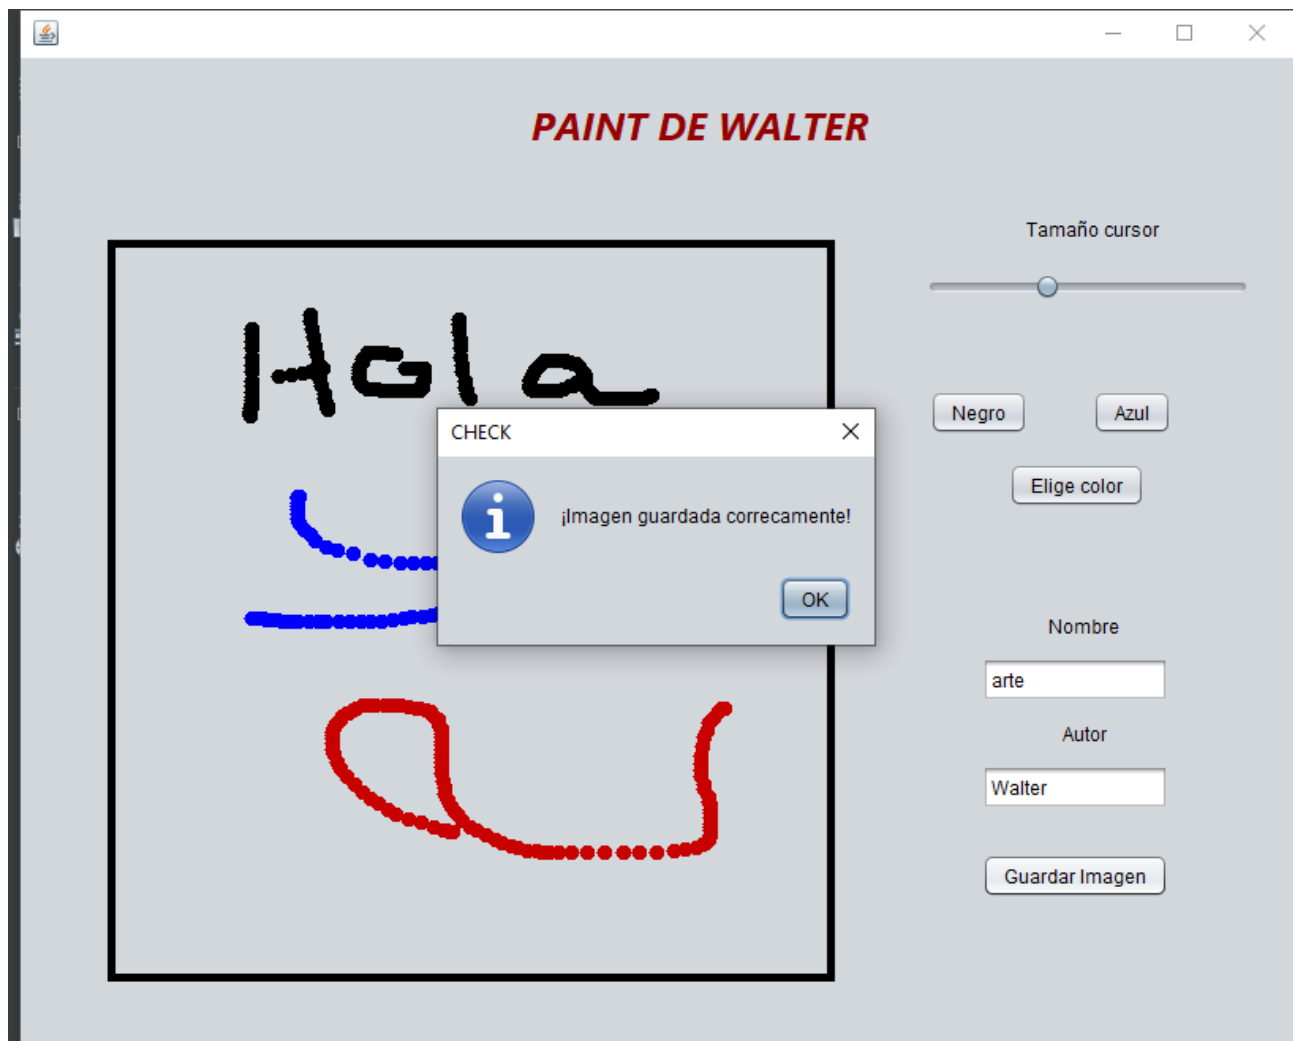 PAINT DE WALTER
Tamaño cursor
Hola
Negro
Azul
Elige color
CHECK
¡Imagen guardada correcamente!
OK
Nombre
arte
Autor
Walter
Guardar Imagen